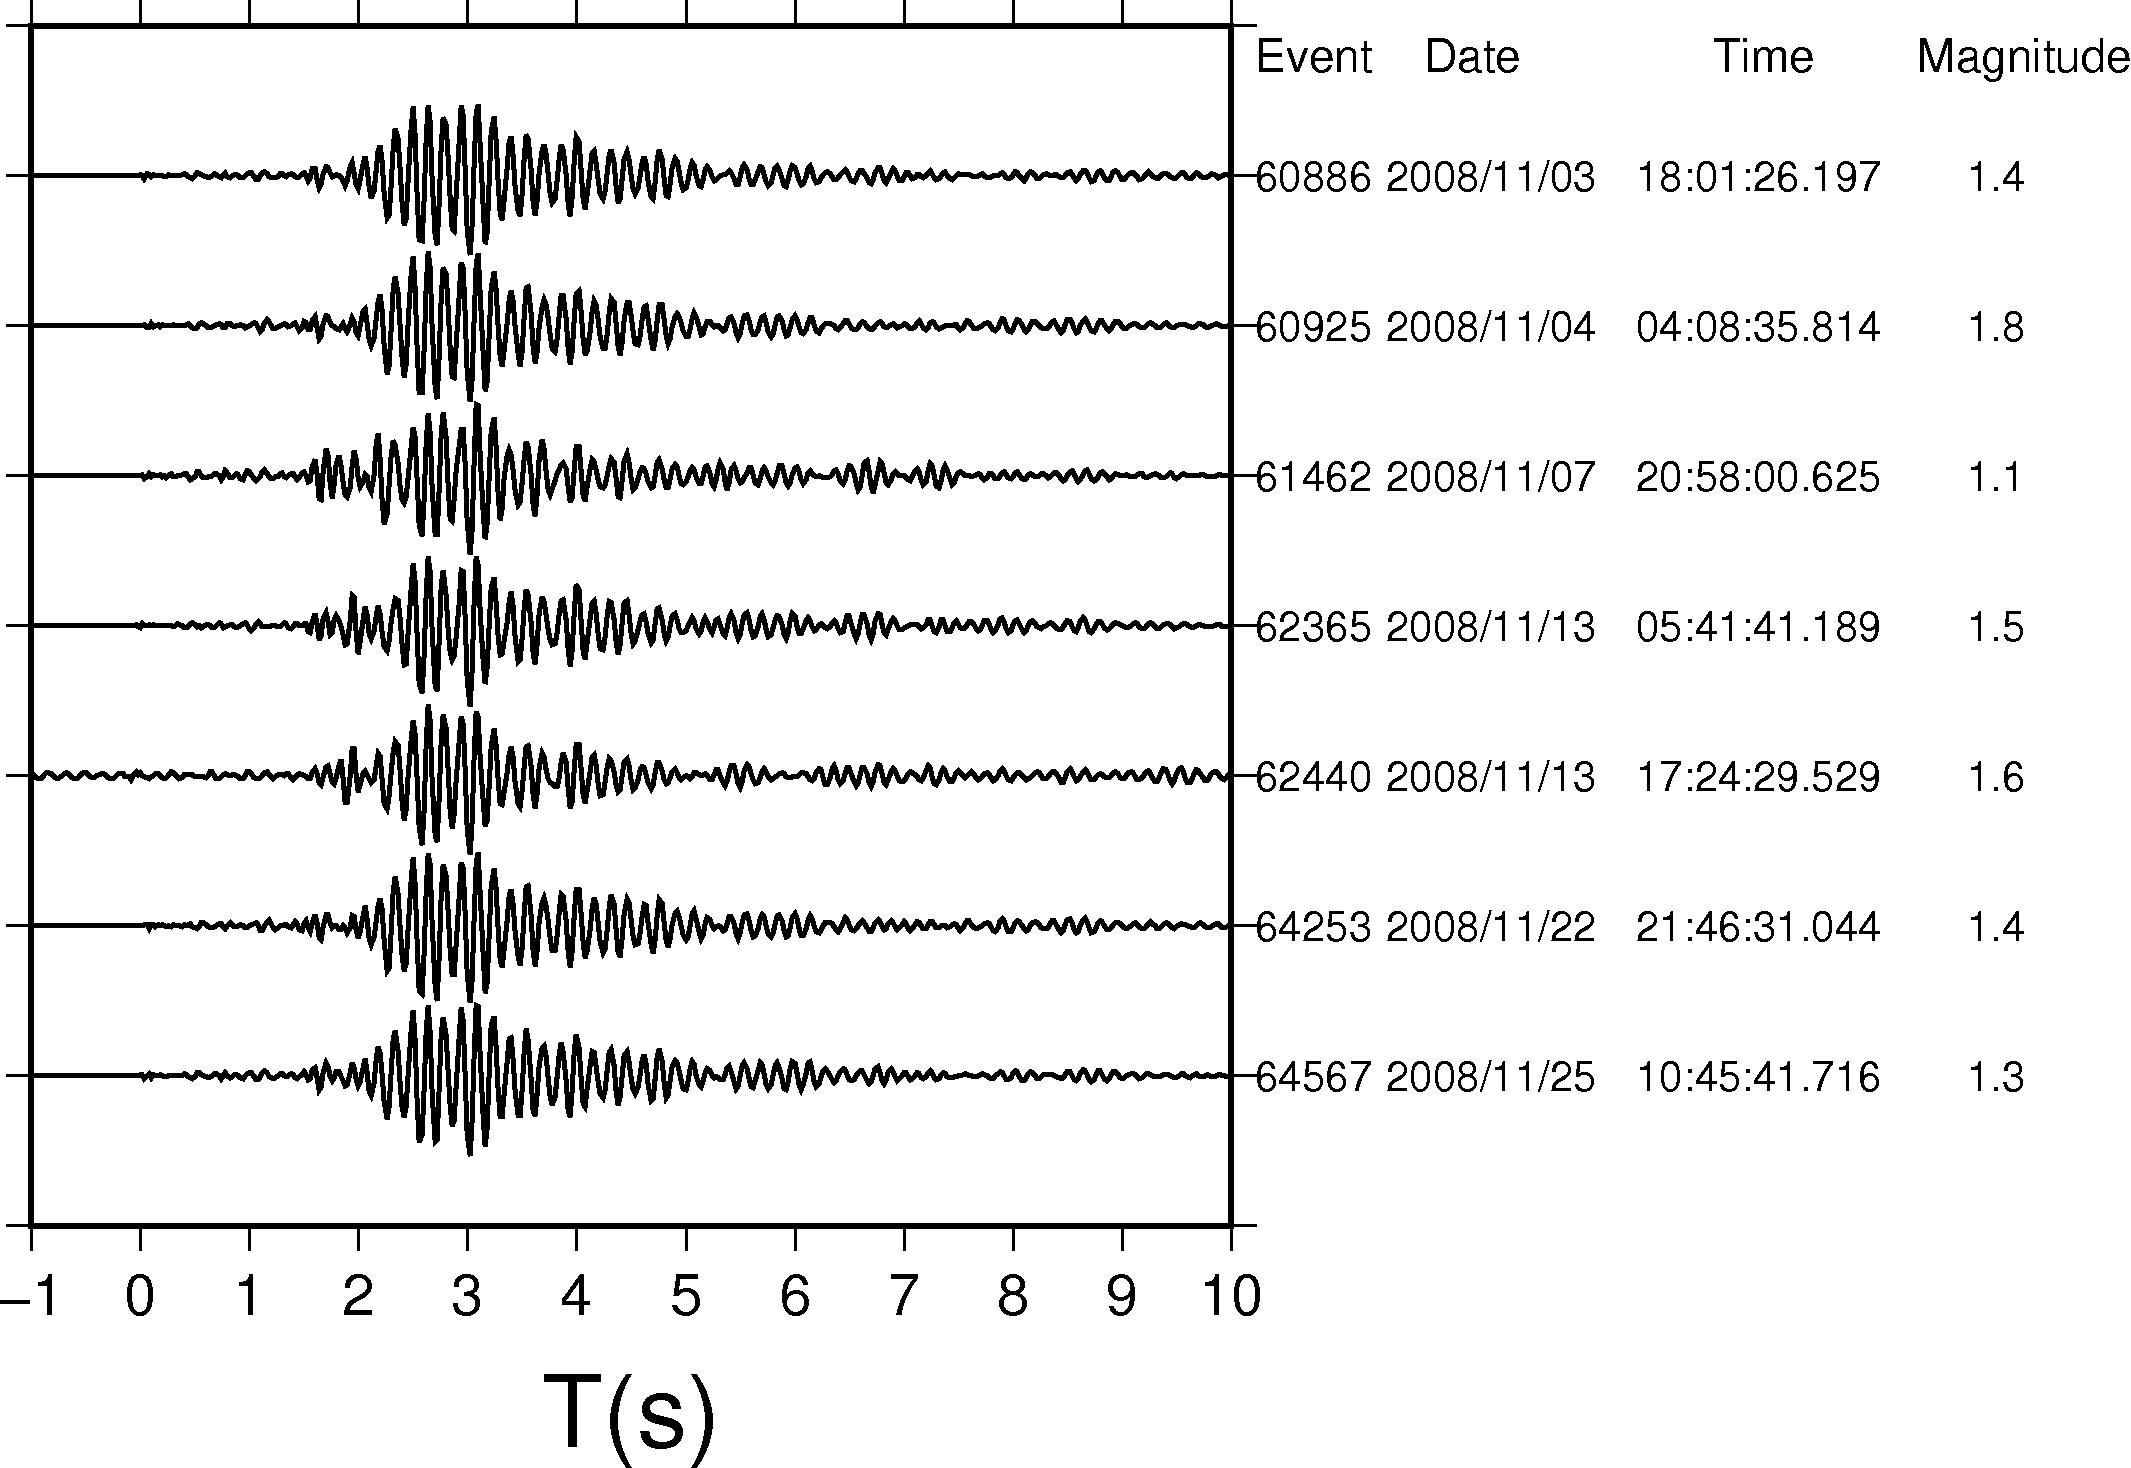 Event Date Time Magnitude
60886 2008/11/03 18:01:26.197 1.4
60925 2008/11/04 04:08:35.814 1.8
61462 2008/11/07 20:58:00.625 1.1
62365 2008/11/13 05:41:41.189 1.5
62440 2008/11/13 17:24:29.529 1.6
64253 2008/11/22 21:46:31.044 1.4
64567 2008/11/25 10:45:41.716 1.3
−1 0 1 2 3 4 5 6 7 8 9 10
T(s)